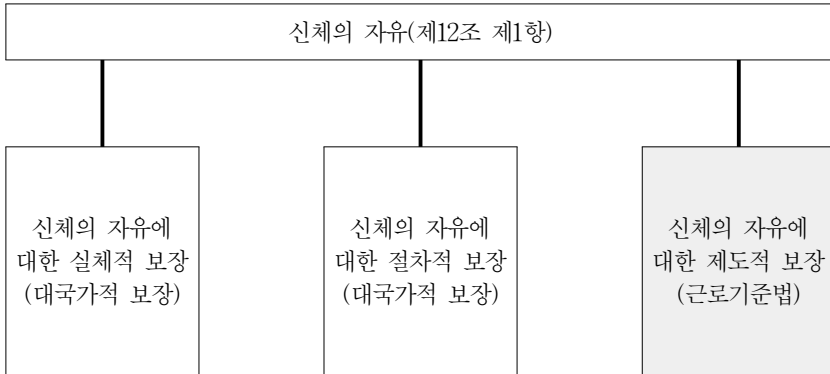 신체의 자유(제12조 제1항)
신체의 자유에
대한 실체적 보장
(대국가적 보장)
신체의 자유에
대한 절차적 보장
(대국가적 보장)
신체의 자유에
대한 제도적 보장
(근로기준법)